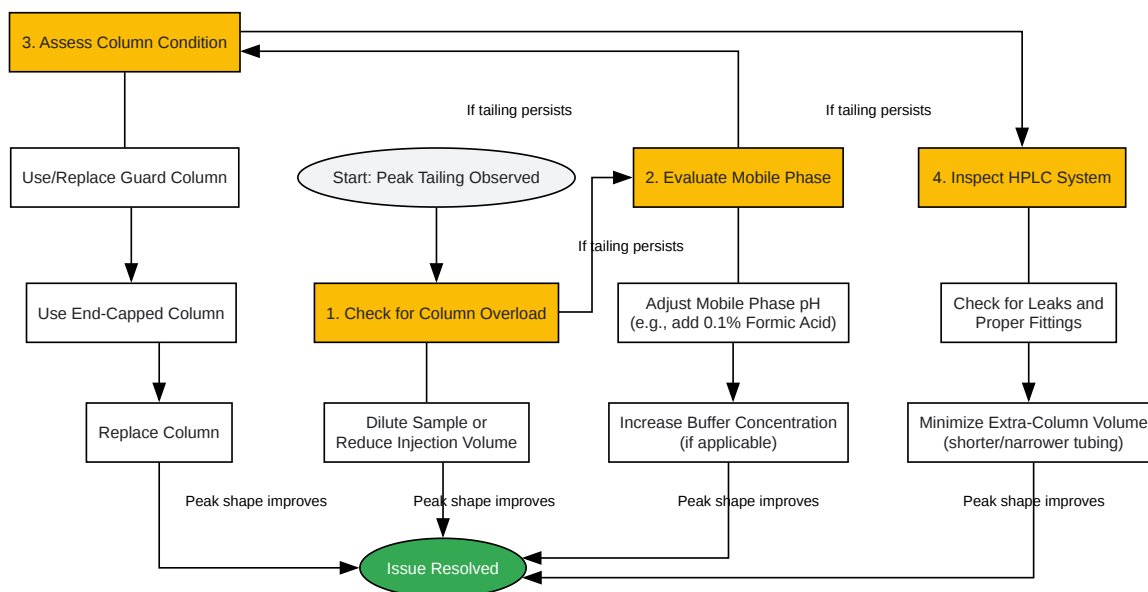 3. Assess Column Condition
If tailing persists
If tailing persists
Use/Replace Guard Column
Start: Peak Tailing Observed
2. Evaluate Mobile Phase
4. Inspect HPLC System
If tailing persists
Use End-Capped Column
1. Check for Column Overload
Adjust Mobile Phase pH
(e.g., add 0.1% Formic Acid)
Check for Leaks and
Proper Fittings
Replace Column
Dilute Sample or
Reduce Injection Volume
Increase Buffer Concentration
(if applicable)
Minimize Extra-Column Volume
(shorter/narrower tubing)
Peak shape improves
Peak shape improves
Peak shape improves
Peak shape improves
Issue Resolved